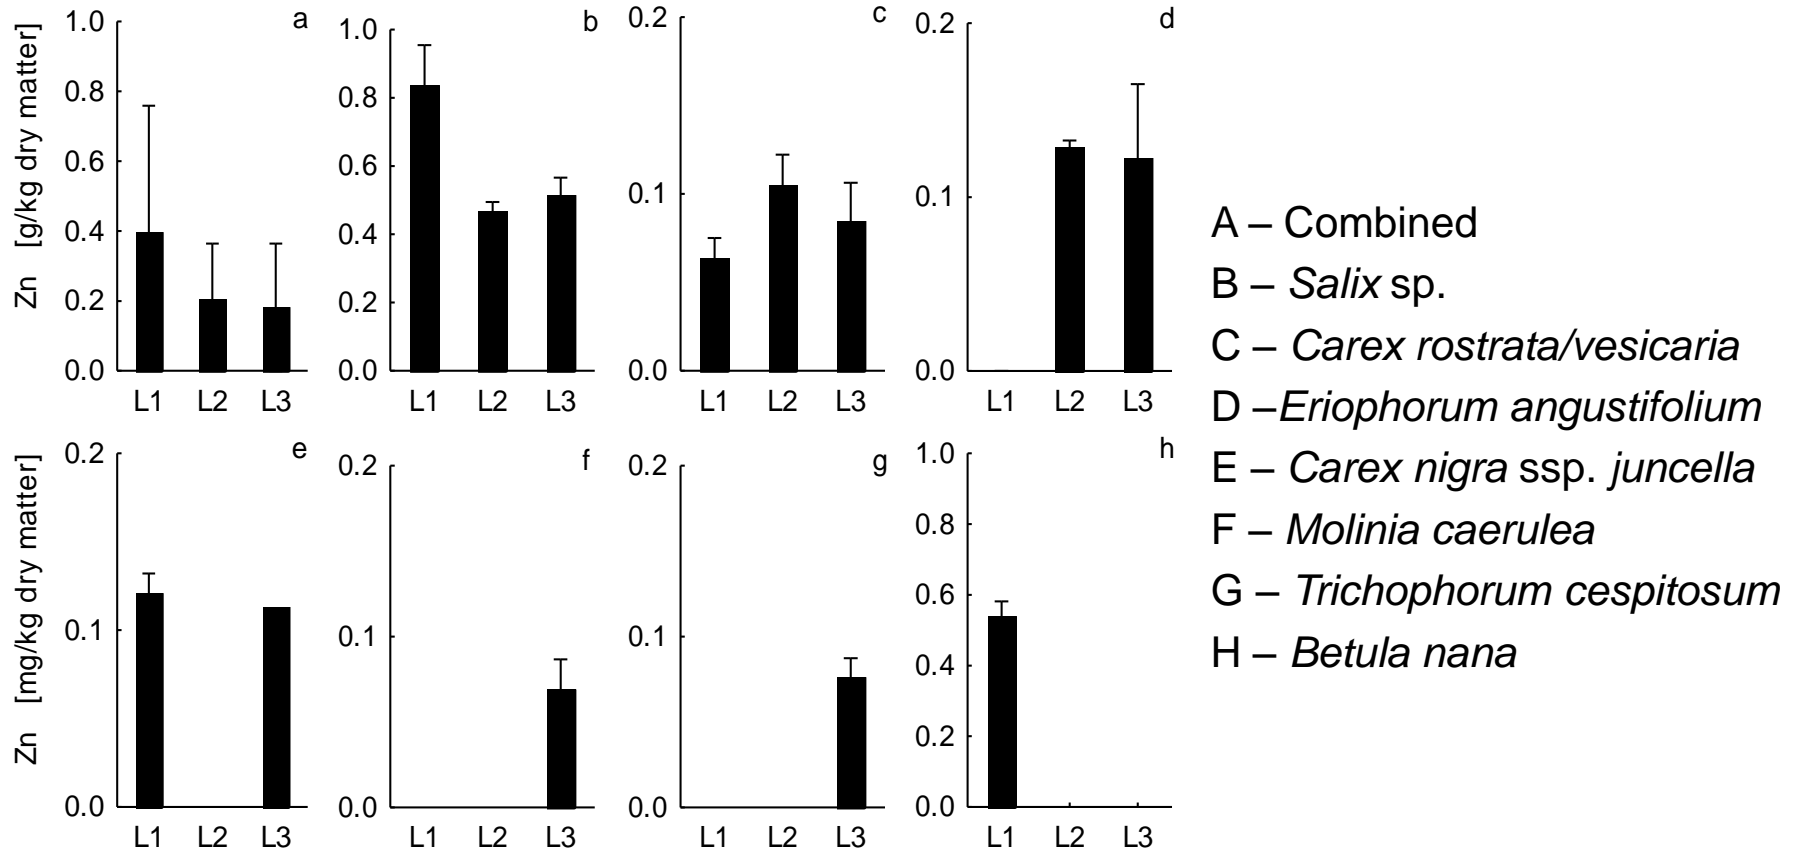 a
1.0
0.8
0.6
0.4
0.2
0.0
Zn [g/kg dry matter]
L1 L2 L3
b
1.0
0.8
0.6
0.4
0.2
0.0
L1 L2 L3
c
0.2
0.1
0.0
L1 L2 L3
d
0.2
0.1
0.0
L1 L2 L3
e
0.2
0.1
0.0
Zn [mg/kg dry matter]
L1 L2 L3
f
0.2
0.1
0.0
L1 L2 L3
g
0.2
0.1
0.0
L1 L2 L3
h
1.0
0.8
0.6
0.4
0.2
0.0
L1 L2 L3
A – Combined
B – Salix sp.
C – Carex rostrata/vesicaria
D –Eriophorum angustifolium
E – Carex nigra ssp. juncella
F – Molinia caerulea
G – Trichophorum cespitosum
H – Betula nana